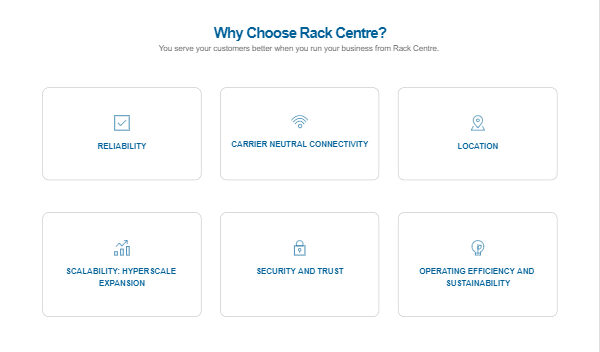 Why Choose Rack Centre?
You serve your customers better when you run your business from Rack Centre.
RELIABILITY
CARRIER NEUTRAL CONNECTIVITY
LOCATION
SCALABILITY: HYPERSCALE
EXPANSION
SECURITY AND TRUST
OPERATING EFFICIENCY AND
SUSTAINABILITY